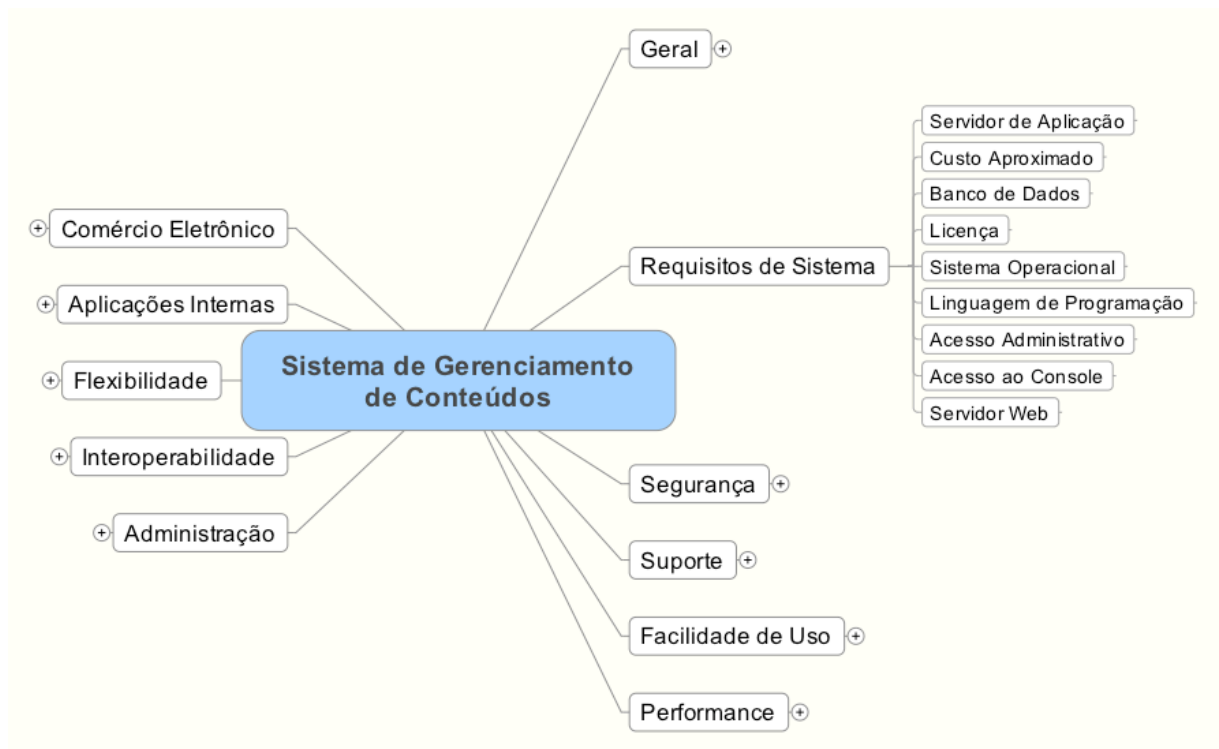 Geral
Servidor de Aplicação
Custo Aproximado
Banco de Dados
Licença
Requisitos de Sistema
Sistema Operacional
Linguagem de Programação
Acesso Administrativo
Acesso ao Console
Servidor Web
Comércio Eletrônico
Aplicações Internas
Sistema de Gerenciamento
de Conteúdos
Flexibilidade
Interoperabilidade
Administração
Segurança
Suporte
Facilidade de Uso
Performance